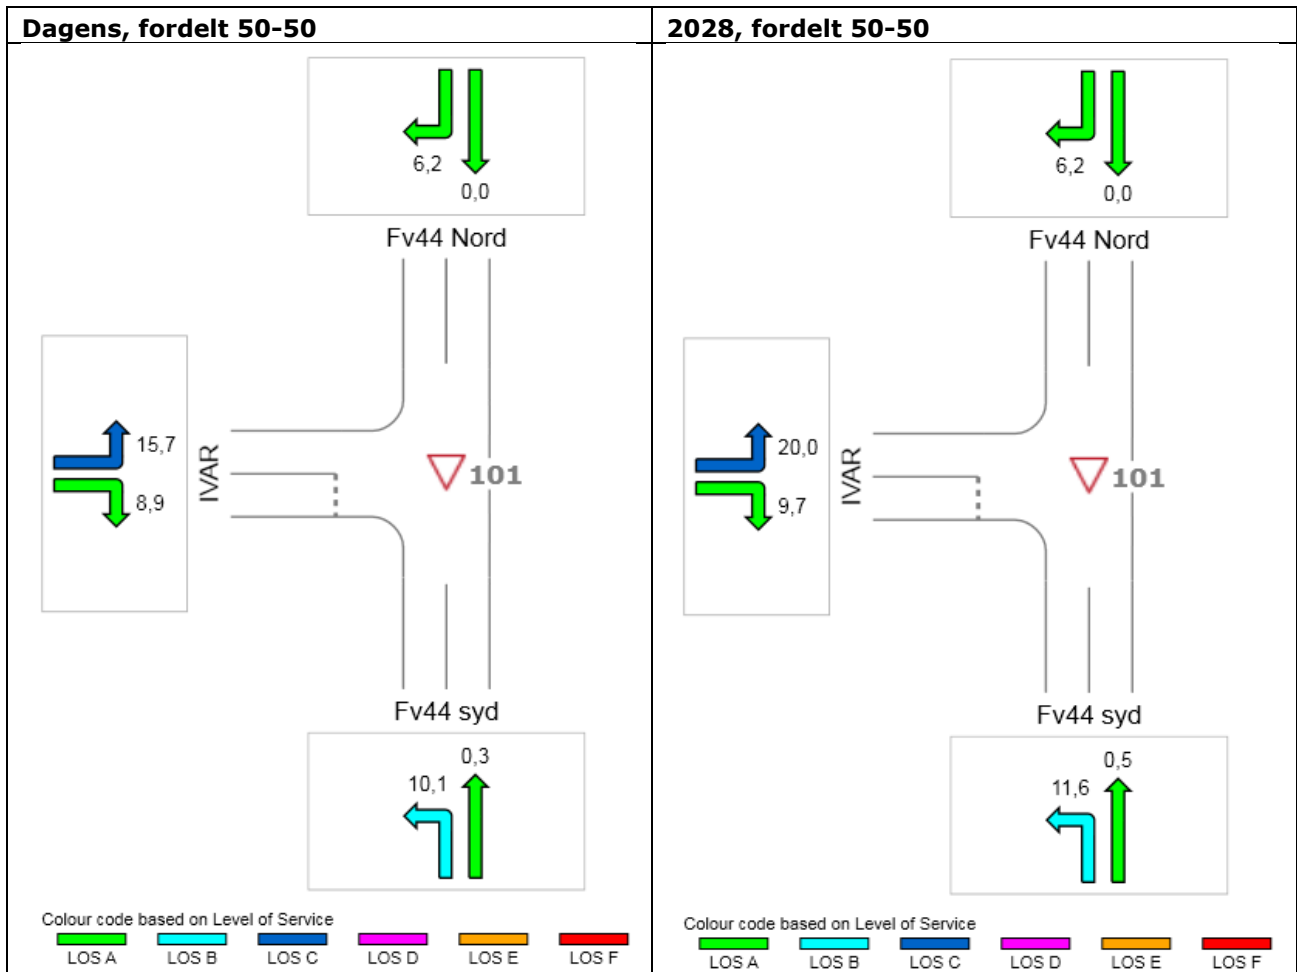 Dagens, fordelt 50-50
6,2
0,0
Fv44 Nord
15,7
8,9
IVAR
101
Fv44 syd
0,3
10,1
Colour code based on Level of Service
LOS A LOS B LOS C LOS D LOS E LOS F
2028, fordelt 50-50
6,2
0,0
Fv44 Nord
20,0
9,7
IVAR
101
Fv44 syd
0,5
11,6
Colour code based on Level of Service
LOS A LOS B LOS C LOS D LOS E LOS F